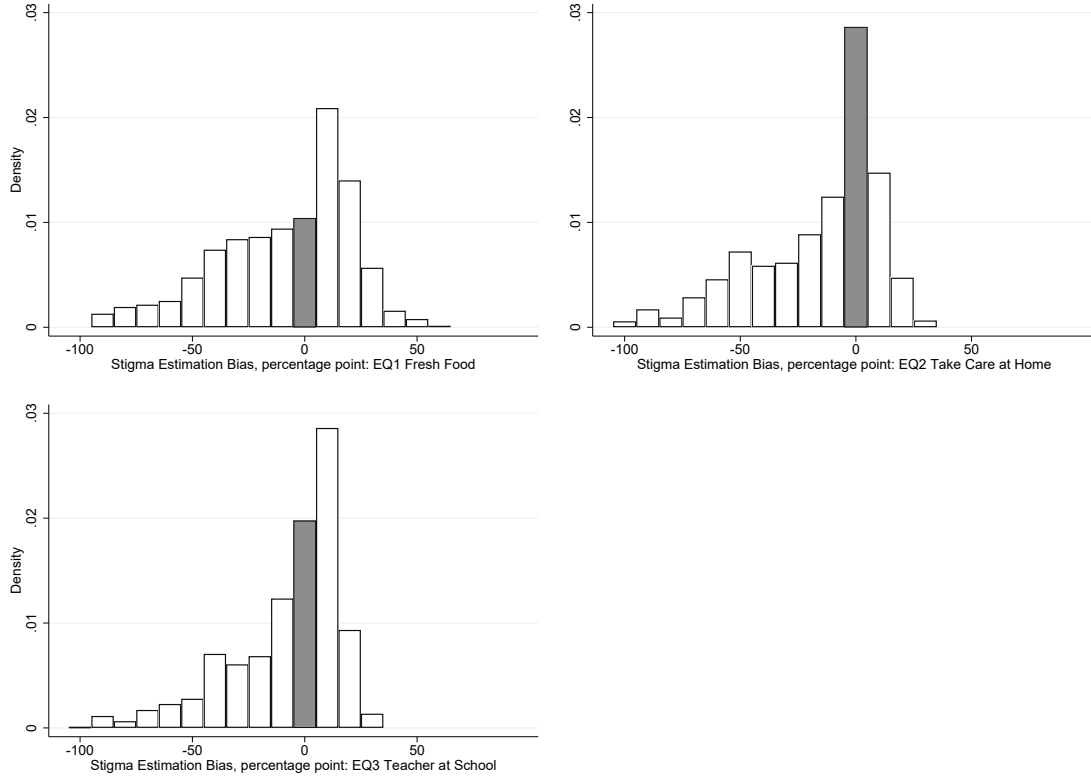 .03
.02
Density
.01
0
-100 -50 0 50
Stigma Estimation Bias, percentage point: EQ1 Fresh Food
.03
.02
.01
0
-100 -50 0 50
Stigma Estimation Bias, percentage point: EQ2 Take Care at Home
.03
.02
Density
.01
0
-100 -50 0 50
Stigma Estimation Bias, percentage point: EQ3 Teacher at School